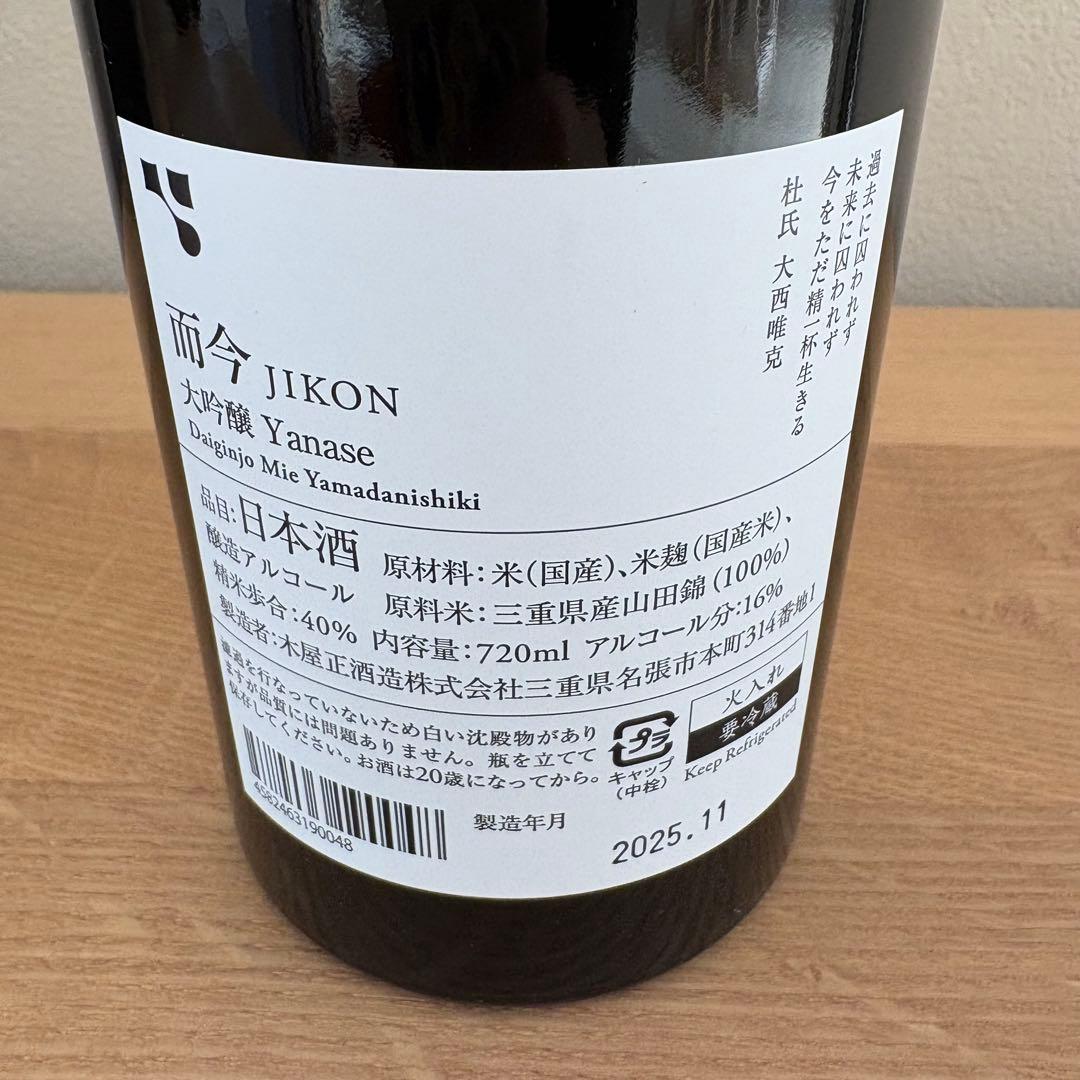 過去に囚われず
未来に囚われず
今をただ精一杯生きる
杜氏 大西唯克
而今 JIKON
大吟醸 Yanase
Daiginjo Mie Yamadanishiki
品目:日本酒 原材料:米(国産)、米麹(国産米)、
醸造アルコール 原料米:三重県産山田錦(100%)
精米歩合:40% 内容量:720ml アルコール分:16%
製造者:木屋正酒造株式会社三重県名張市本町314番地1
濾過を行なっていないため白い沈殿物があり
ますが品質には問題ありません。瓶を立てて
保存してください。お酒は20歳になってから。
プラ
キャップ
(中栓)
火入れ
要冷蔵
Keep Refrigerated
4582463190048
製造年月
2025.11